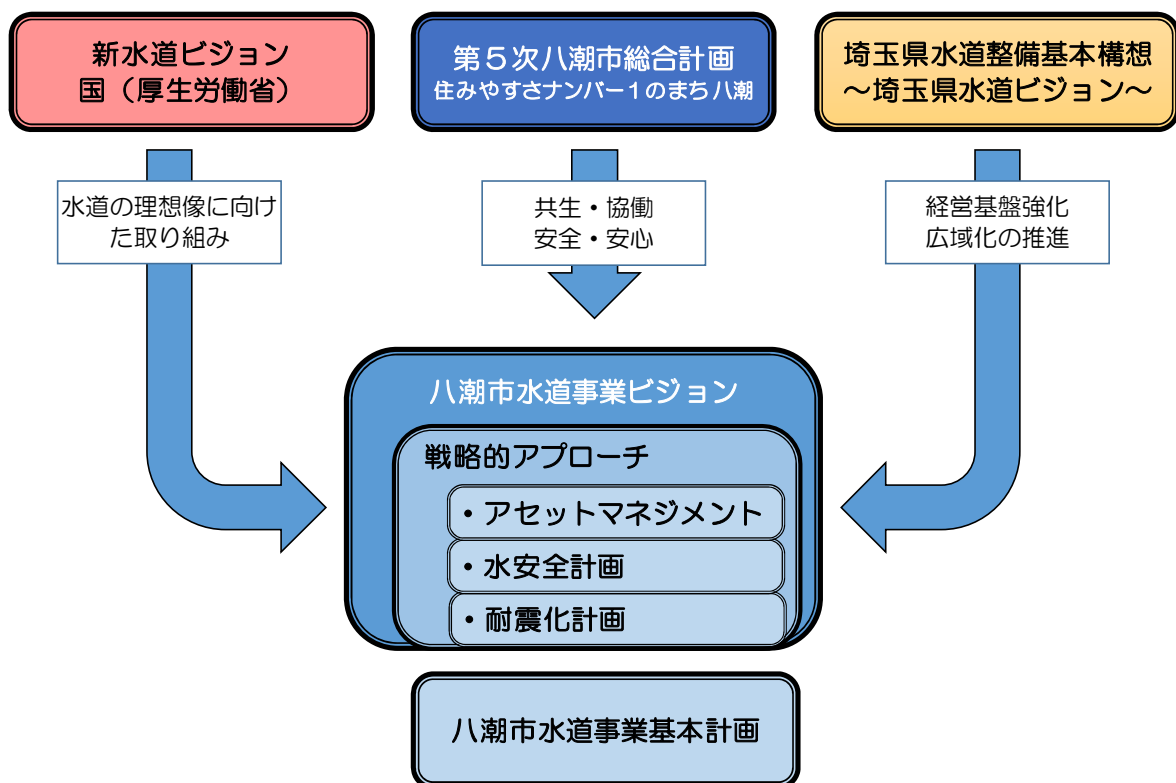 新水道ビジョン
国（厚生労働省）
第５次八潮市総合計画
住みやすさナンバー１のまち八潮
埼玉県水道整備基本構想
～埼玉県水道ビジョン～
水道の理想像に向け
た取り組み
共生・協働
安全・安心
経営基盤強化
広域化の推進
八潮市水道事業ビジョン
戦略的アプローチ
・アセットマネジメント
・水安全計画
・耐震化計画
八潮市水道事業基本計画